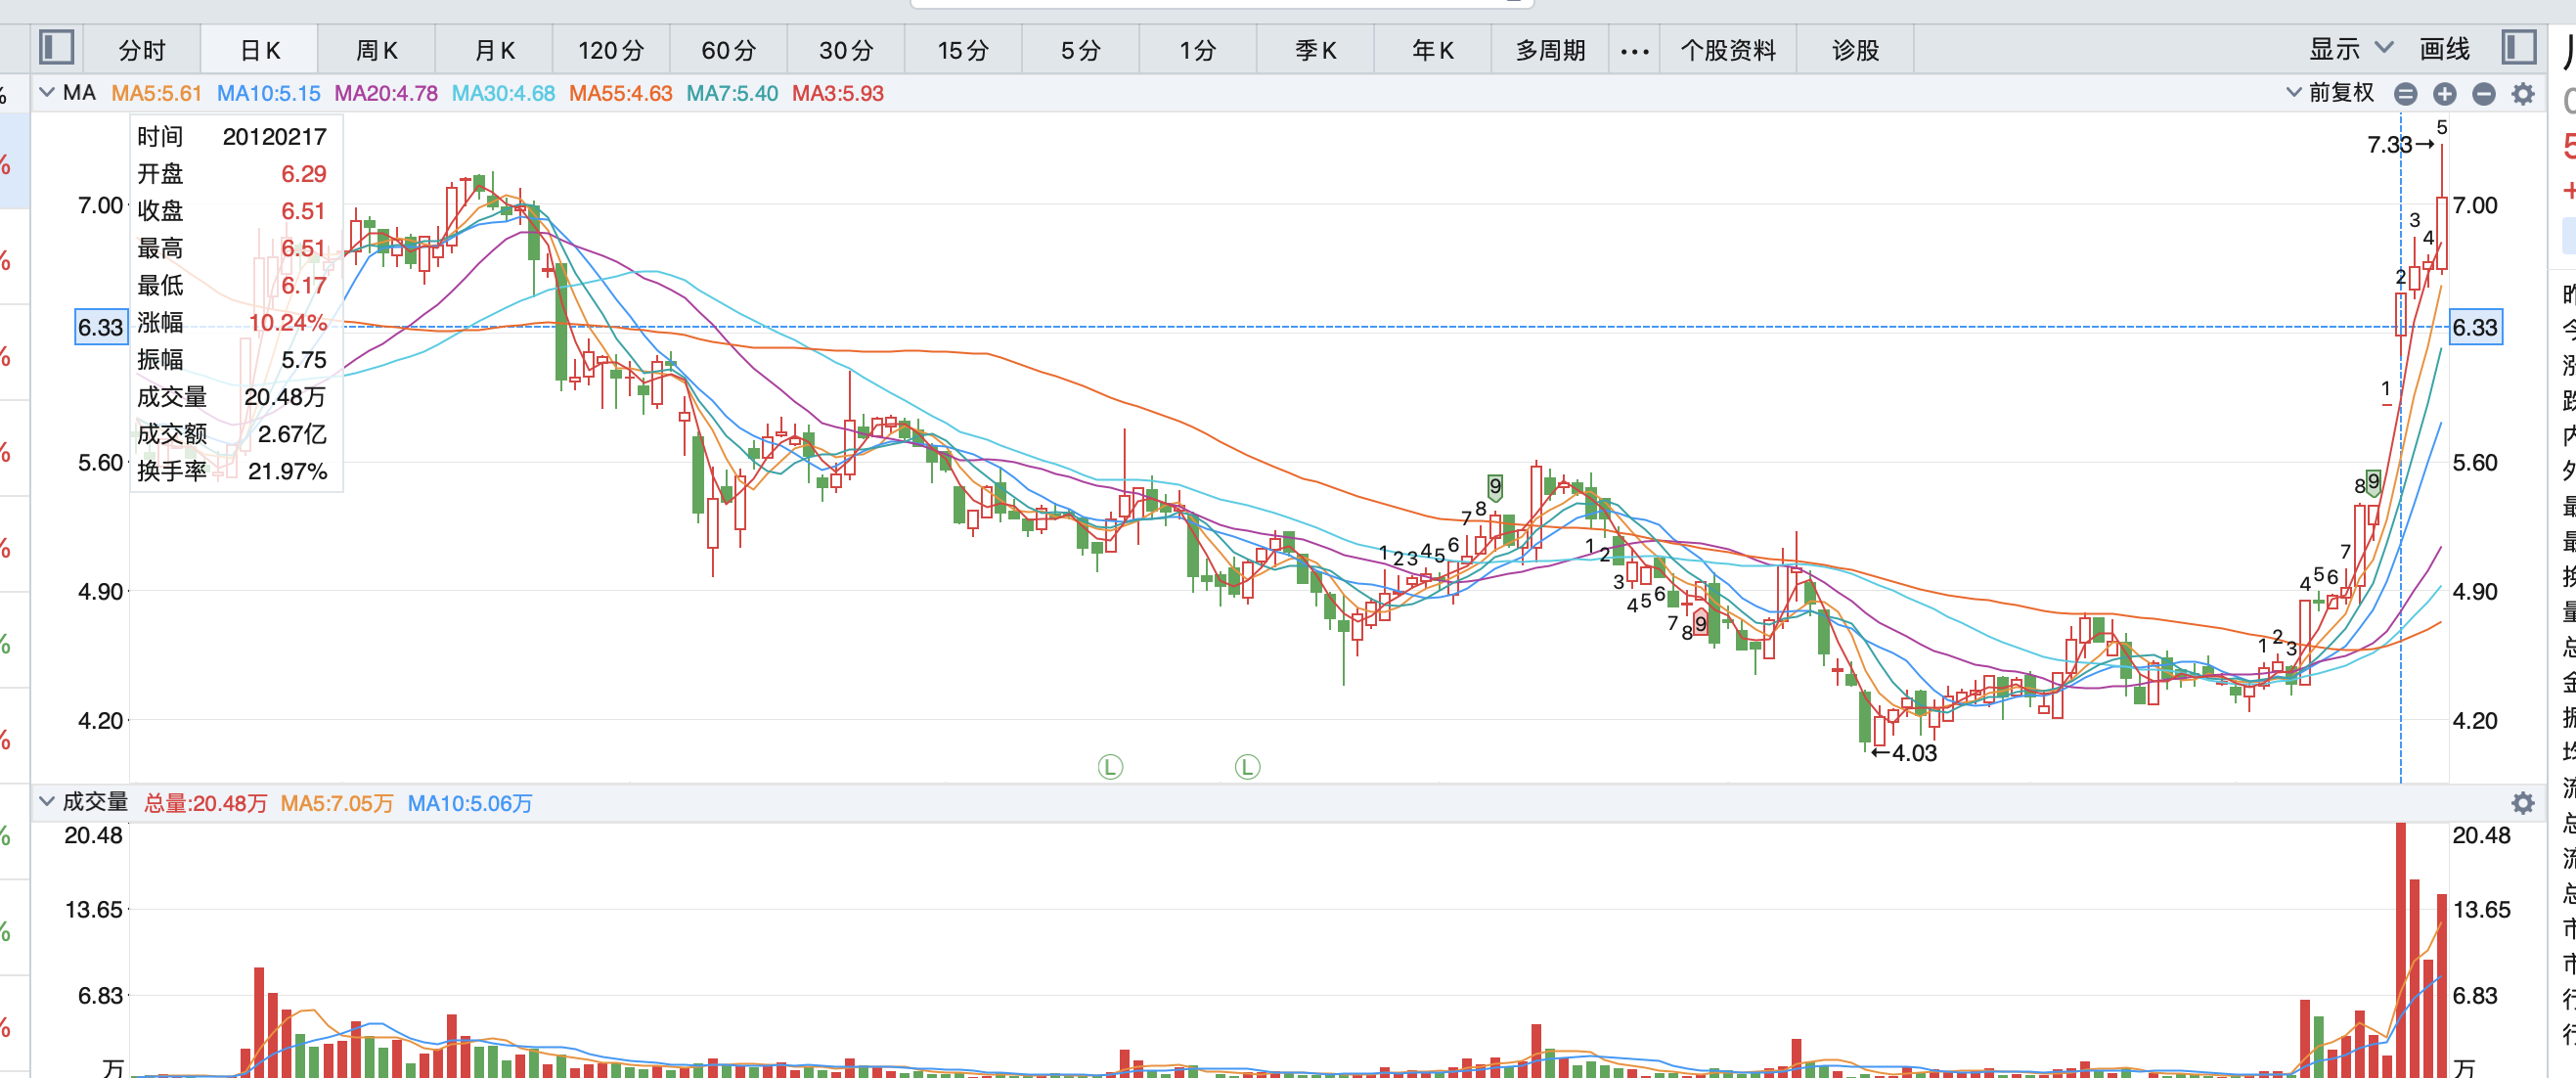 分时 日K 周K 月K 120分 60分 30分 15分 5分 1分 季K 年K 多周期 ••• 个股资料 诊股 显示 画线
MA MA5:5.61 MA10:5.15 MA20:4.78 MA30:4.68 MA55:4.63 MA7:5.40 MA3:5.93 前复权
时间 20120217
开盘 6.29
收盘 6.51
最高 6.51
最低 6.17
涨幅 10.24%
振幅 5.75
成交量 20.48万
成交额 2.67亿
换手率 21.97%
7.00
6.33
5.60
4.90
4.20
1 2 3 4 5 6 7 8 9
1 2 3 4 5 6 7 8 9
←4.03
1 2 3 4 5 6 7 8 9
1 2 3 4 5
7.33→
7.00
6.33
5.60
4.90
4.20
L L
成交量 总量:20.48万 MA5:7.05万 MA10:5.06万
20.48 20.48
13.65 13.65
6.83 6.83
万 万